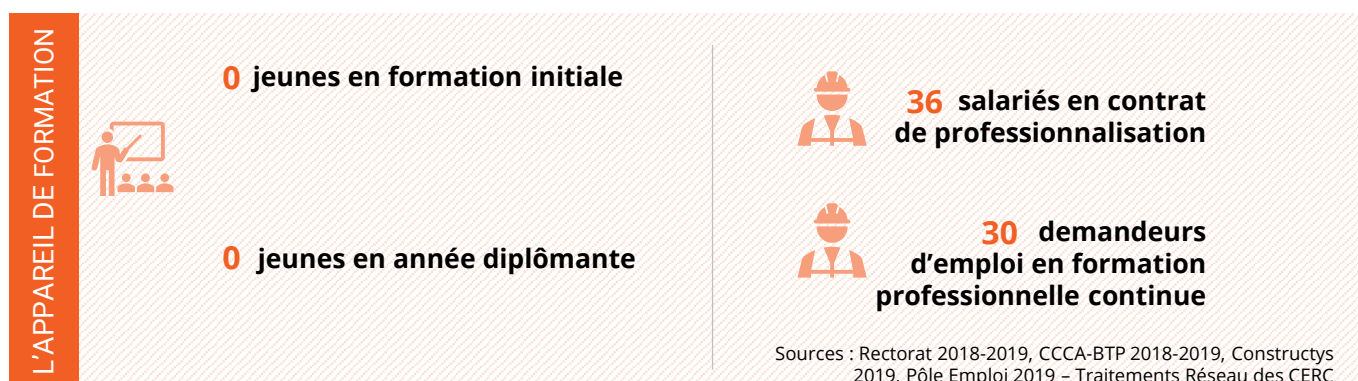 L'APPAREIL DE FORMATION
0 jeunes en formation initiale
0 jeunes en année diplômante
36 salariés en contrat
de professionnalisation
30 demandeurs
d’emploi en formation
professionnelle continue
Sources : Rectorat 2018-2019, CCCA-BTP 2018-2019, Constructys
2019, Pôle Emploi 2019 – Traitements Réseau des CERC